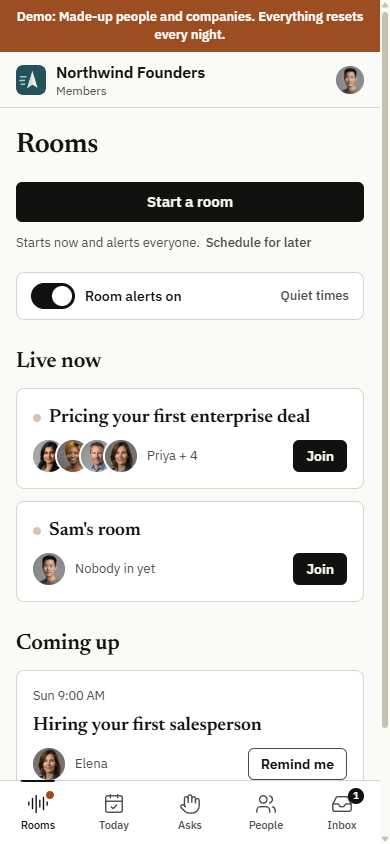 Demo: Made-up people and companies. Everything resets
every night.
Northwind Founders
Members
Rooms
Start a room
Starts now and alerts everyone. Schedule for later
Room alerts on
Quiet times
Live now
Pricing your first enterprise deal
Priya + 4
Join
Sam's room
Nobody in yet
Join
Coming up
Sun 9:00 AM
Hiring your first salesperson
Elena
Remind me
1
Rooms
Today
Asks
People
Inbox